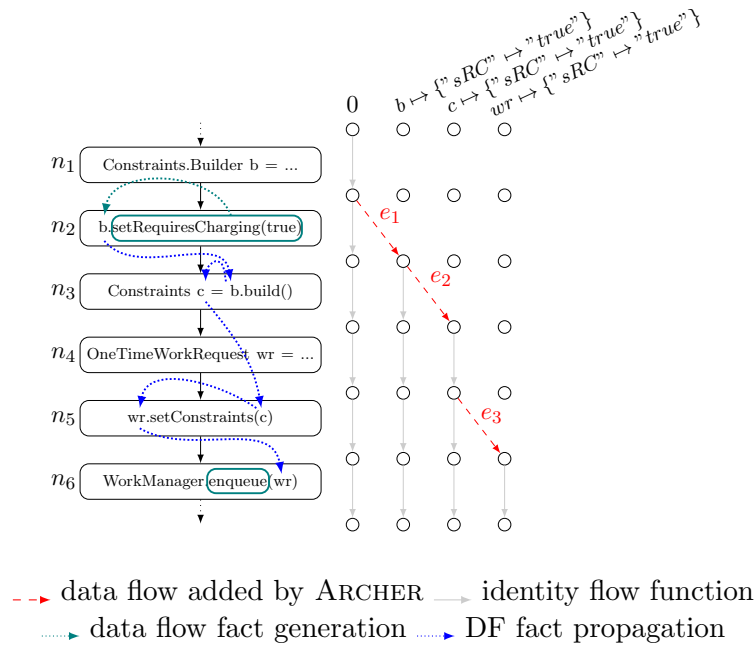 0
b ↦ {"sRC" ↦ "true"}
c ↦ {"sRC" ↦ "true"}
wr ↦ {"sRC" ↦ "true"}
n1 Constraints.Builder b = ...
n2 b.setRequiresCharging(true)
n3 Constraints c = b.build()
n4 OneTimeWorkRequest wr = ...
n5 wr.setConstraints(c)
n6 WorkManager.enqueue(wr)
e1
e2
e3
data flow added by ARCHER identity flow function
data flow fact generation DF fact propagation